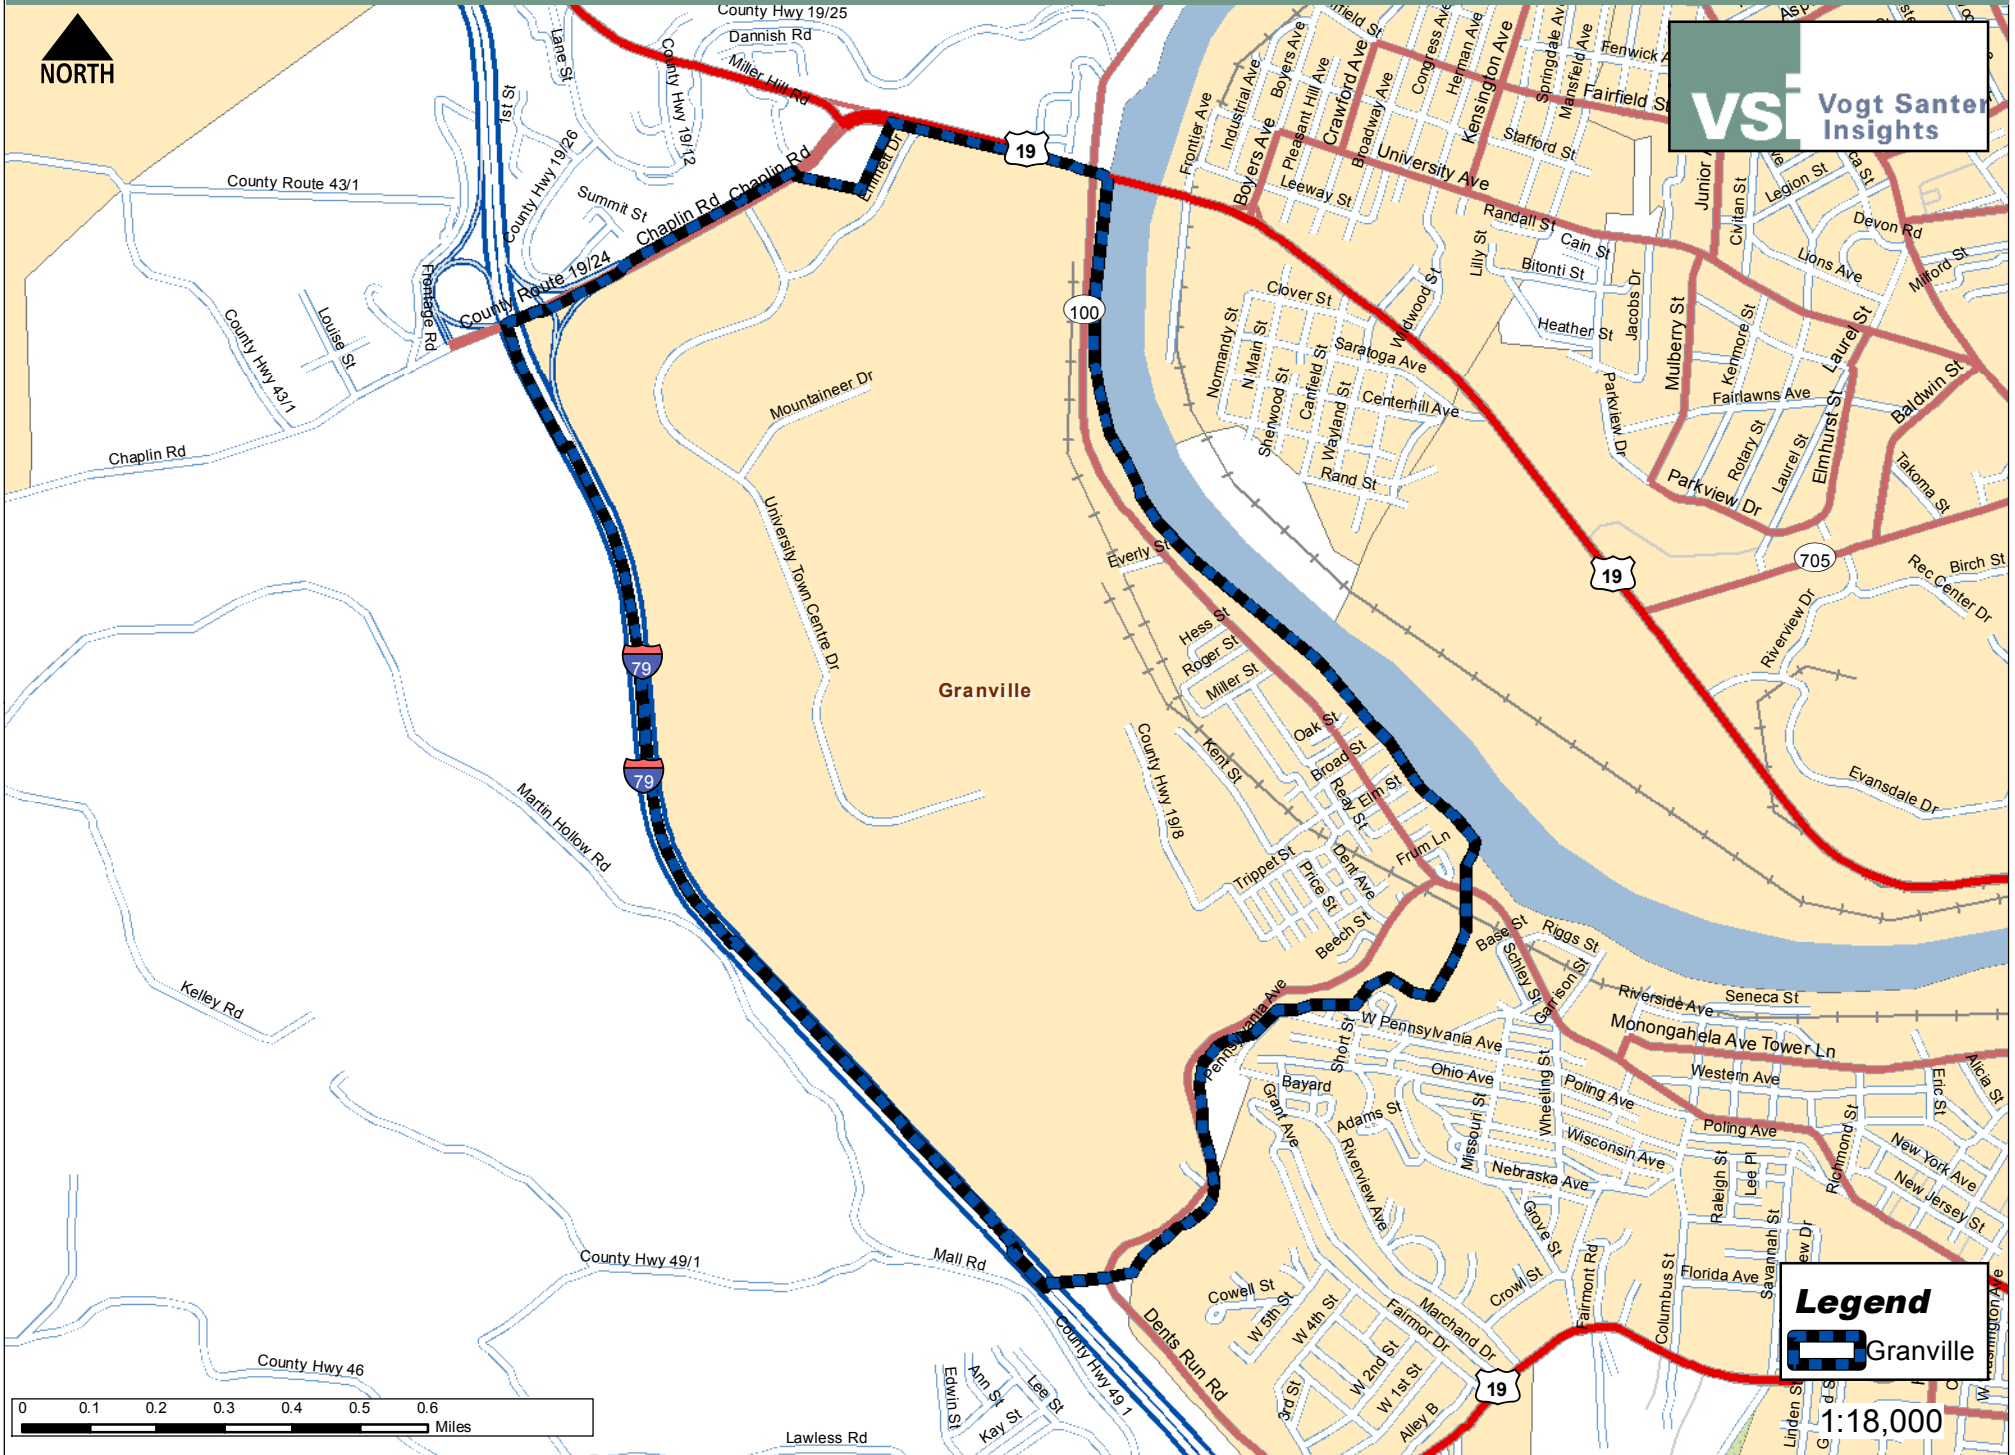 NORTH
County Hwy 19/25
Dannish Rd
Lane St
County Hwy 19/12
Miller Hill Rd
1st St
County Hwy 19/26
Summit St
Chaplin Rd
Chaplin Rd
Emmett Dr
19
County Route 43/1
County Route 19/24
Frontage Rd
Louise St
County Hwy 43/1
Chaplin Rd
100
Mountaineer Dr
University Town Centre Dr
79
79
Granville
Martin Hollow Rd
Kelley Rd
County Hwy 49/1
Mall Rd
County Hwy 46
County Hwy 49 1
Edwin St
Ann St
Lee St
Kay St
Lawless Rd
Dents Run Rd
Everly St
Hess St
Roger St
Miller St
Oak St
Broad St
Elm St
Reay St
Kent St
County Hwy 19/8
Trippet St
Price St
Dent Ave
Frum Ln
Beech St
Pennsylvania Ave
Base St
Riggs St
Schley St
Garrison St
Riverside Ave
Seneca St
Monongahela Ave
Tower Ln
W Pennsylvania Ave
Short St
Ohio Ave
Bayard
Grant Ave
Adams St
Riverview Ave
Missouri St
Wheeling St
Poling Ave
Wisconsin Ave
Nebraska Ave
Western Ave
Poling Ave
Eric St
Alicia St
Richmond St
New York Ave
New Jersey St
Raleigh St
Lee Pl
Grove St
Fairmont Rd
Columbus St
Florida Ave
Savannah St
Crowl St
Marchand Dr
Fairmor Dr
Cowell St
W 5th St
W 4th St
W 2nd St
W 1st St
3rd St
Alley B
19
Linden St
Frontier Ave
Industrial Ave
Boyers Ave
Boyers Ave
Pleasant Hill Ave
Crawford Ave
Broadway Ave
Congress Ave
Herman Ave
Kensington Ave
Springdale Ave
Mansfield Ave
Fenwick A
Fairfield St
Stafford St
University Ave
Leeway St
Randall St
Cain St
Bitonti St
Lilly St
Heather St
Jacobs Dr
Wildwood St
Clover St
Normandy St
N Main St
Saratoga Ave
Canfield St
Sherwood St
Wayland St
Centerhill Ave
Rand St
Parkview Dr
Mulberry St
Kenmore St
Laurel St
Fairlawns Ave
Baldwin St
Rotary St
Laurel St
Elmhurst St
Parkview Dr
Takoma St
Junior
Civitan St
Legion St
Devon Rd
Lions Ave
Milford St
19
705
Birch St
Rec Center Dr
Riverview Dr
Evansdale Dr
vsi
Vogt Santer
Insights
Legend
Granville
1:18,000
0 0.1 0.2 0.3 0.4 0.5 0.6
Miles